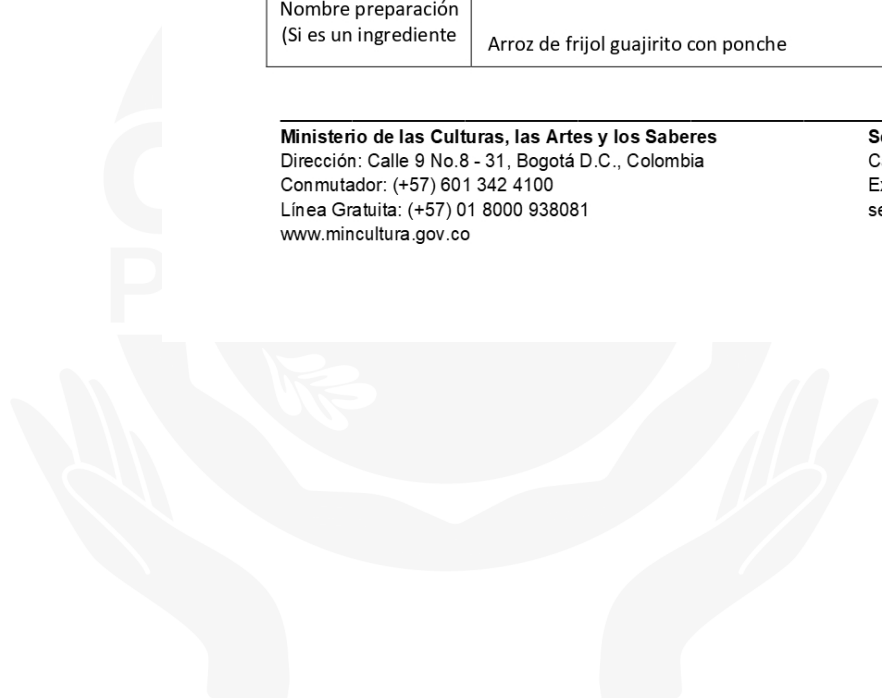 Nombre preparación
(Si es un ingrediente
Arroz de frijol guajirito con ponche
Ministerio de las Culturas, las Artes y los Saberes
Dirección: Calle 9 No.8 - 31, Bogotá D.C., Colombia
Conmutador: (+57) 601 342 4100
Línea Gratuita: (+57) 01 8000 938081
www.mincultura.gov.co